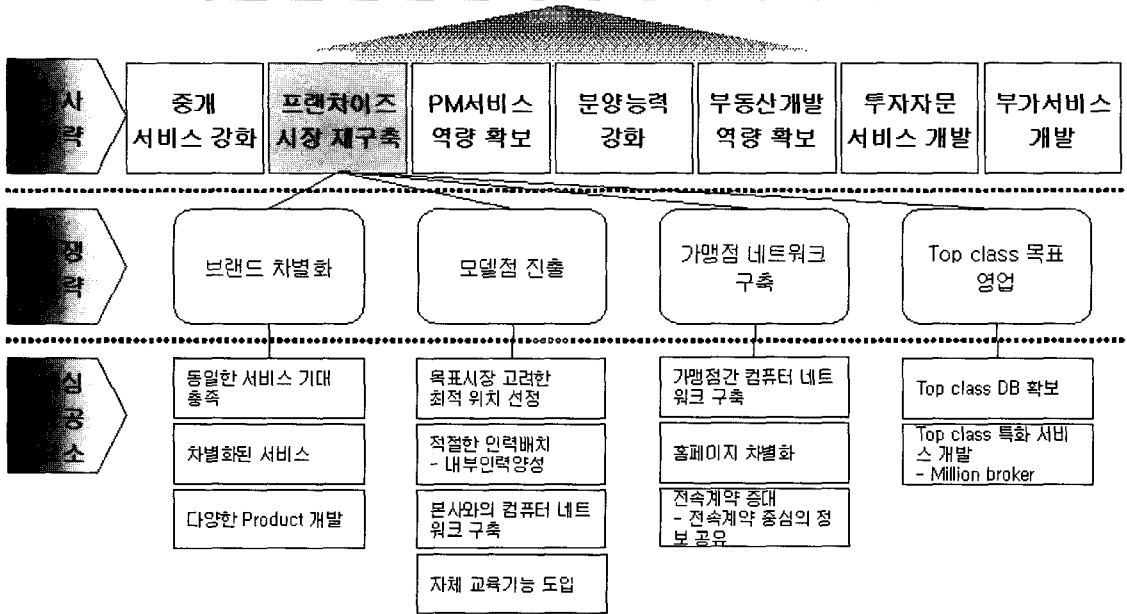 사
략
중개
서비스 강화
프랜차이즈
시장 재구축
PM서비스
역량 확보
분양능력
강화
부동산개발
역량 확보
투자자문
서비스 개발
부가서비스
개발
쟁
략
브랜드 차별화
모델점 진출
가맹점 네트워크
구축
Top class 목표
영업
심
공
소
동일한 서비스 기대
충족
차별화된 서비스
다양한 Product 개발
목표시장 고려한
최적 위치 선정
적절한 인력배치
- 내부인력양성
본사와의 컴퓨터 네트
워크 구축
자체 교육기능 도입
가맹점간 컴퓨터 네트
워크 구축
홈페이지 차별화
전속계약 증대
- 전속계약 중심의 정
보 공유
Top class DB 확보
Top class 특화 서비
스 개발
- Million broker